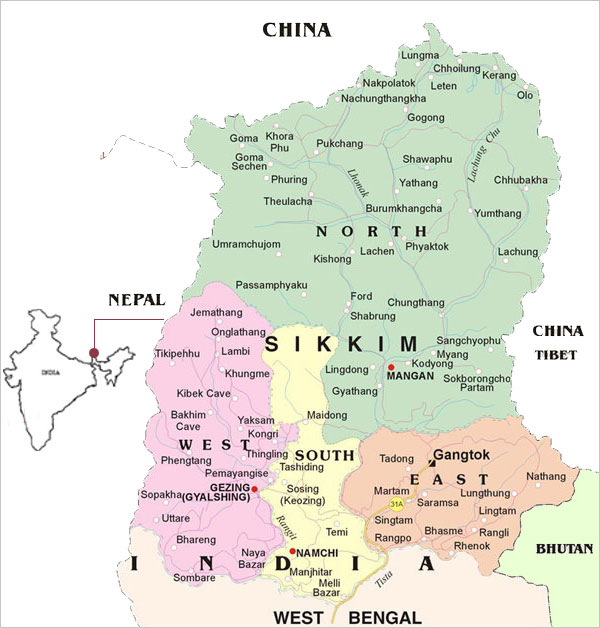 CHINA
Lungma
Chhoilung
Kerang
Nakpolatok
Leten
Olo
Nachungthangkha
Gogong
Goma
Khora
Phu
Pukchang
Lachung Chu
Goma
Sechen
Shawaphu
Lhonak
Phuring
Yathang
Chhubakha
Theulacha
Burumkhangcha
Yumthang
NORTH
Umramchujom
Lachen
Phyaktok
Kishong
Lachung
Passamphyaku
NEPAL
Ford
Chungthang
Jemathang
Shabrung
CHINA
TIBET
Onglathang
SIKKIM
Sangchyophu
Tikipehhu
Lambi
Myang
Kodyong
INDIA
Khungme
Lingdong
MANGAN
Sokborongcho
Partam
Gyathang
Kibek Cave
Bakhim
Cave
Maidong
Yaksam
Kongri
WEST
SOUTH
Gangtok
Phengtang
Thingling
Tadong
Tashiding
EAST
Nathang
Pemayangise
GEZING
(GYALSHING)
Sosing
(Keozing)
Martam
Saramsa
Lungthung
Sopakha
31A
Lingtam
Uttare
Rangit
Singtam
Temi
Rangpo
Bhasme
Rangli
Bhareng
Naya
Bazar
NAMCHI
Rhenok
BHUTAN
INDIA
Sombare
Manjhitar
Melli
Bazar
Tista
WEST BENGAL